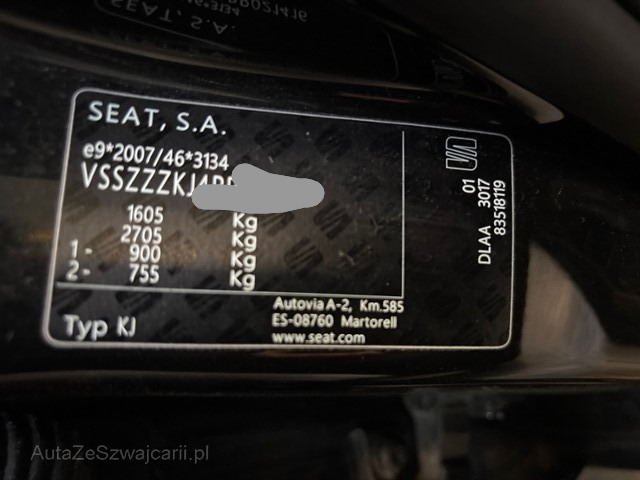 SEAT, S.A.
e9*2007/46*3134
VSSZZZKJ
1605 Kg
2705 Kg
1- 900 Kg
2- 755 Kg
Typ KJ
Autovia A-2, Km.585
ES-08760 Martorell
www.seat.com
01
DLAA 3017
83518119
AutaZeSzwajcarii.pl